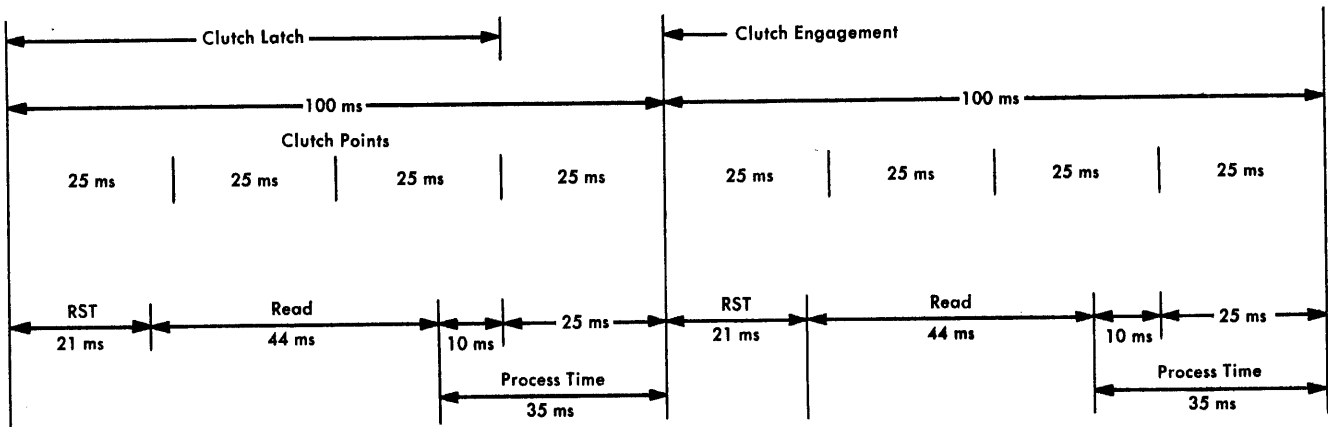 Clutch Latch
Clutch Engagement
100 ms
100 ms
Clutch Points
25 ms
25 ms
25 ms
25 ms
25 ms
25 ms
25 ms
25 ms
RST
Read
25 ms
RST
Read
25 ms
21 ms
44 ms
10 ms
21 ms
44 ms
10 ms
Process Time
Process Time
35 ms
35 ms